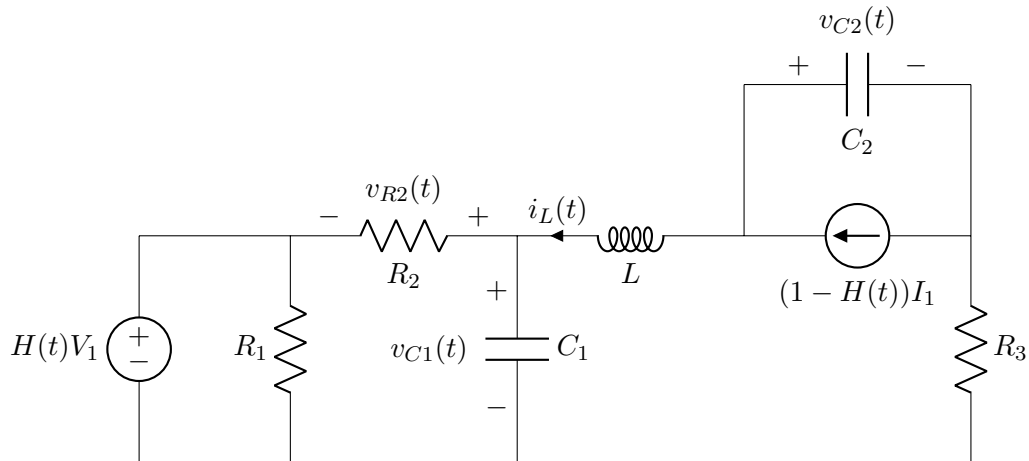 v_{C2}(t)
+ −
C_2
v_{R2}(t)
− +
R_2
i_L(t)
L
(1 − H(t))I_1
H(t)V_1
+
−
R_1
+
v_{C1}(t)
−
C_1
R_3